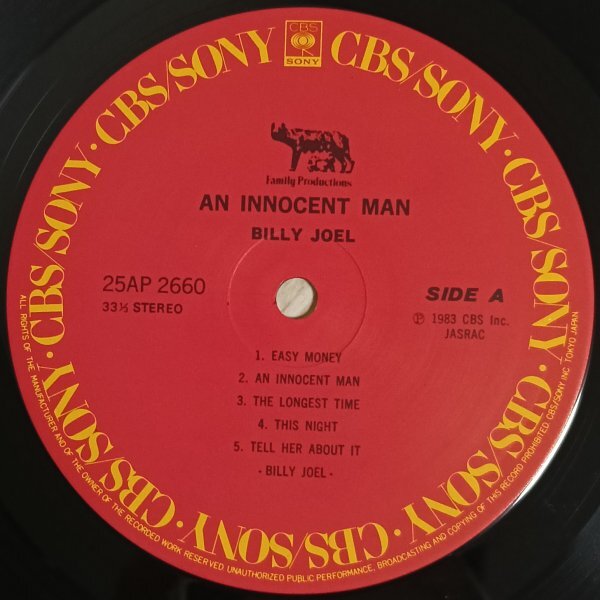 CBS
SONY
CBS/SONY · CBS/SONY · CBS/SONY · CBS/SONY · CBS/SONY · CBS/SONY · CBS/SONY
Family Productions
AN INNOCENT MAN
BILLY JOEL
25AP 2660
33⅓ STEREO
SIDE A
Ⓟ 1983 CBS Inc.
JASRAC
1. EASY MONEY
2. AN INNOCENT MAN
3. THE LONGEST TIME
4. THIS NIGHT
5. TELL HER ABOUT IT
- BILLY JOEL -
ALL RIGHTS OF THE MANUFACTURER AND OF THE OWNER OF THE RECORDED WORK RESERVED UNAUTHORIZED PUBLIC PERFORMANCE, BROADCASTING AND COPYING OF THIS RECORD PROHIBITED CBS/SONY INC TOKYO JAPAN